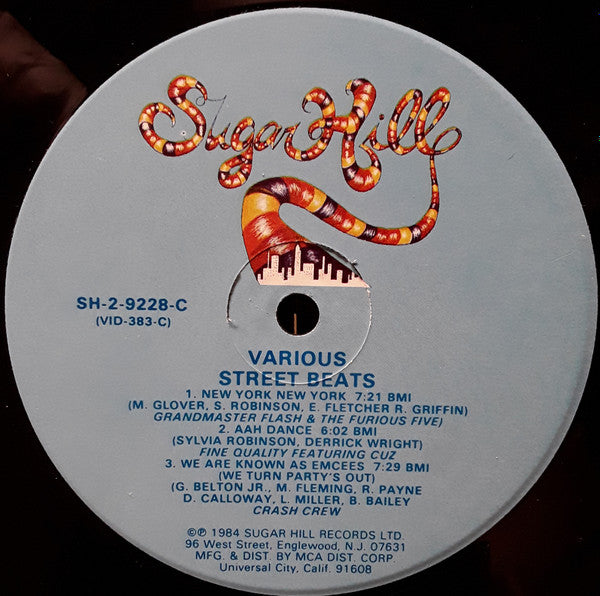 Sugar Hill
SH-2-9228-C
(VID-383-C)
VARIOUS
STREET BEATS
1. NEW YORK NEW YORK 7:21 BMI
(M. GLOVER, S. ROBINSON, E. FLETCHER R. GRIFFIN)
GRANDMASTER FLASH & THE FURIOUS FIVE)
2. AAH DANCE 6:02 BMI
(SYLVIA ROBINSON, DERRICK WRIGHT)
FINE QUALITY FEATURING CUZ
3. WE ARE KNOWN AS EMCEES 7:29 BMI
(WE TURN PARTY'S OUT)
(G. BELTON JR., M. FLEMING, R. PAYNE
D. CALLOWAY, L. MILLER, B. BAILEY
CRASH CREW
©℗ 1984 SUGAR HILL RECORDS LTD.
96 West Street, Englewood, N.J. 07631
MFG. & DIST. BY MCA DIST. CORP.
Universal City, Calif. 91608